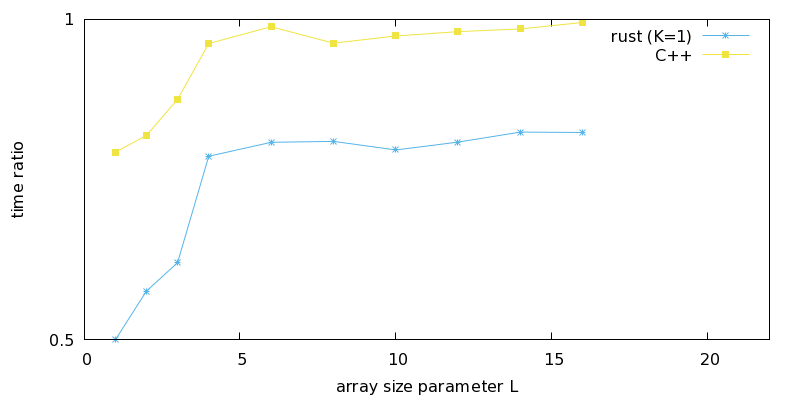 1
rust (K=1)
C++
time ratio
0.5
0 5 10 15 20
array size parameter L